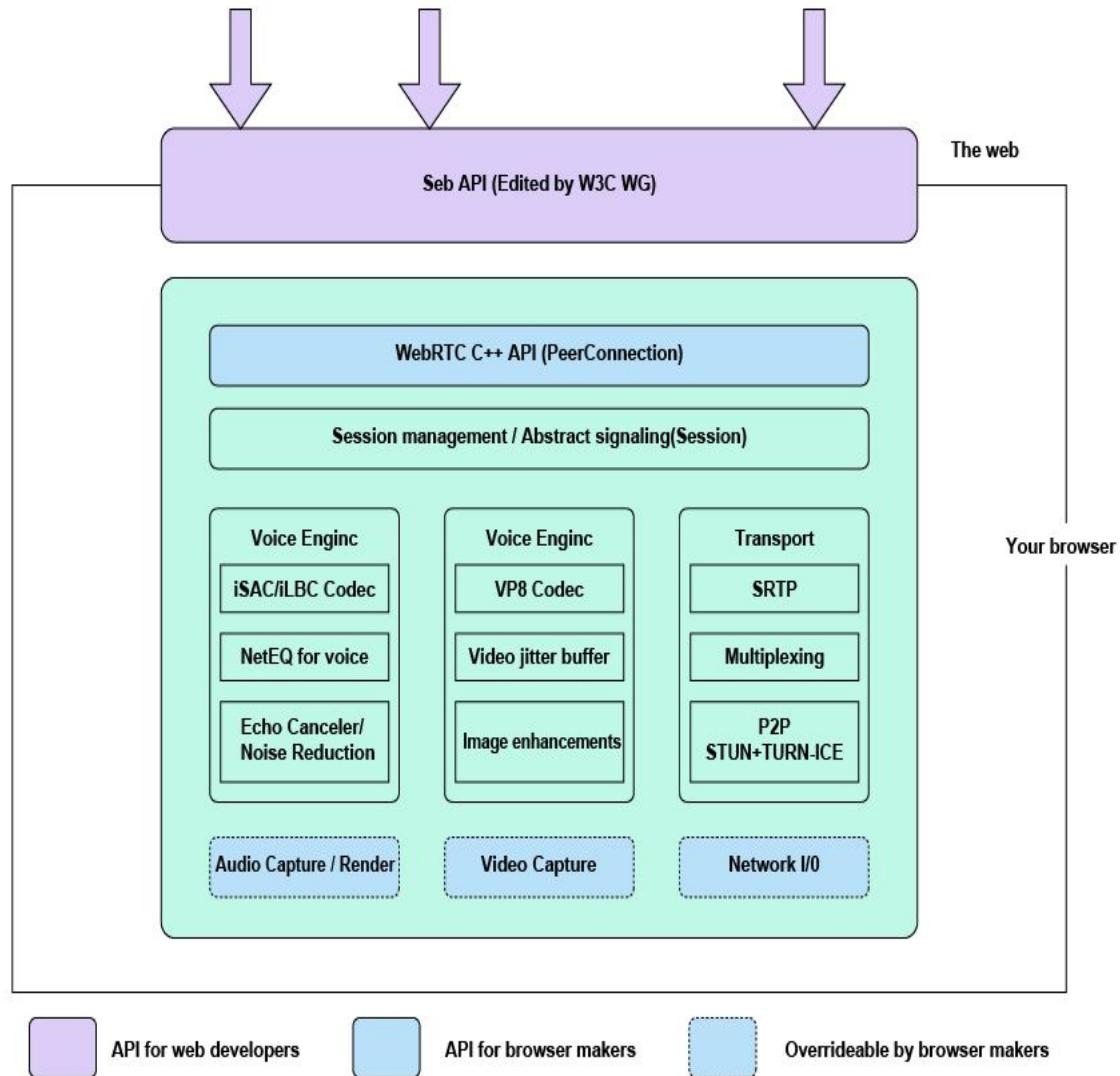 The web
Seb API (Edited by W3C WG)
WebRTC C++ API (PeerConnection)
Session management / Abstract signaling(Session)
Your browser
Voice Enginc
iSAC/iLBC Codec
NetEQ for voice
Echo Canceler/
Noise Reduction
Voice Enginc
VP8 Codec
Video jitter buffer
Image enhancements
Transport
SRTP
Multiplexing
P2P
STUN+TURN-ICE
Audio Capture / Render
Video Capture
Network I/0
API for web developers
API for browser makers
Overrideable by browser makers